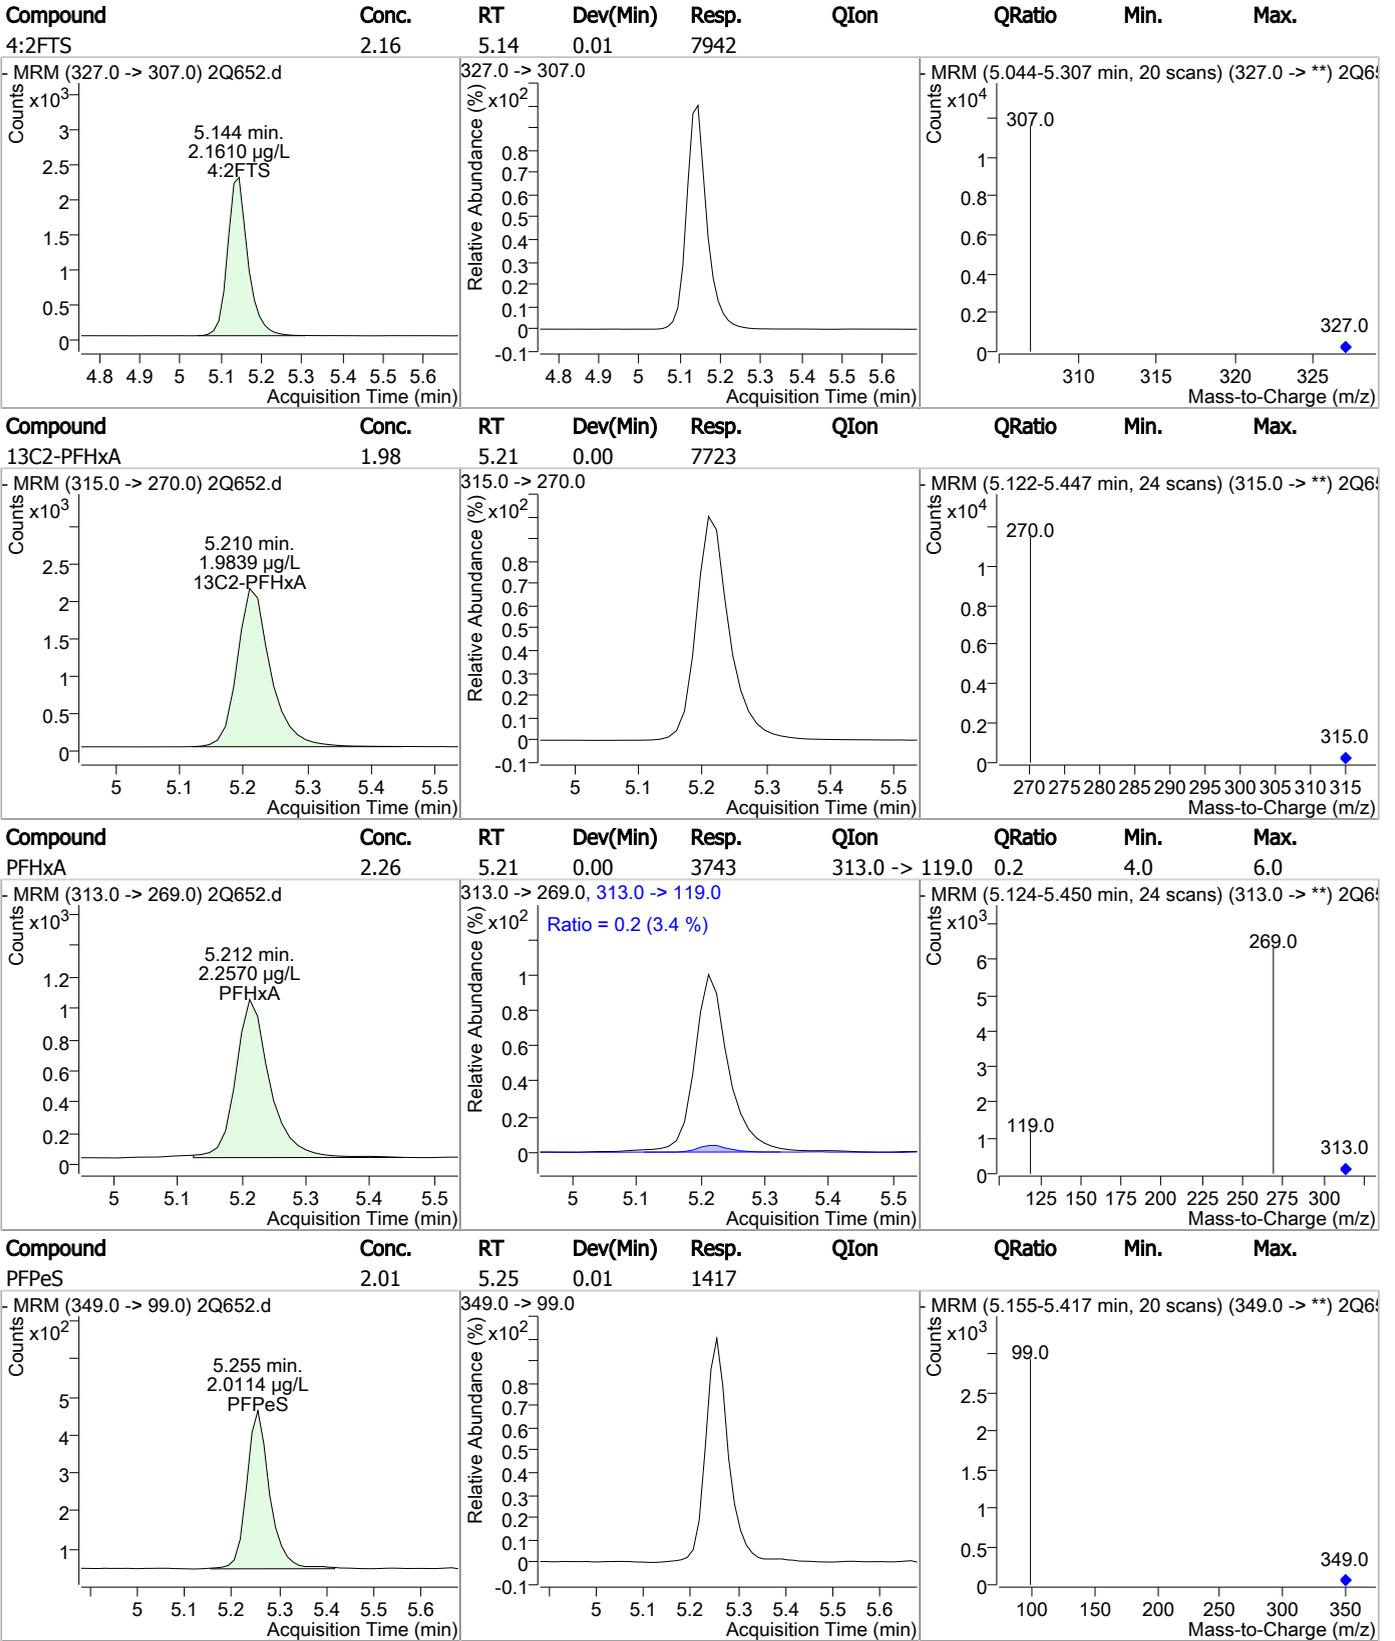 Compound Conc. RT Dev(Min) Resp. QIon QRatio Min. Max.
4:2FTS 2.16 5.14 0.01 7942
- MRM (327.0 -> 307.0) 2Q652.d
Counts
x10³
3
2.5
2
1.5
1
0.5
0
5.144 min.
2.1610 µg/L
4:2FTS
4.8 4.9 5 5.1 5.2 5.3 5.4 5.5 5.6
Acquisition Time (min)
327.0 -> 307.0
Relative Abundance (%)
x10²
0.8
0.7
0.6
0.5
0.4
0.3
0.2
0.1
0
-0.1
4.8 4.9 5 5.1 5.2 5.3 5.4 5.5 5.6
Acquisition Time (min)
- MRM (5.044-5.307 min, 20 scans) (327.0 -> **) 2Q6
Counts
x10⁴
307.0
1
0.8
0.6
0.4
0.2
0
327.0
310 315 320 325
Mass-to-Charge (m/z)
Compound Conc. RT Dev(Min) Resp. QIon QRatio Min. Max.
13C2-PFHxA 1.98 5.21 0.00 7723
- MRM (315.0 -> 270.0) 2Q652.d
Counts
x10³
2.5
2
1.5
1
0.5
0
5.210 min.
1.9839 µg/L
13C2-PFHxA
5 5.1 5.2 5.3 5.4 5.5
Acquisition Time (min)
315.0 -> 270.0
Relative Abundance (%)
x10²
0.8
0.7
0.6
0.5
0.4
0.3
0.2
0.1
0
-0.1
5 5.1 5.2 5.3 5.4 5.5
Acquisition Time (min)
- MRM (5.122-5.447 min, 24 scans) (315.0 -> **) 2Q6
Counts
x10⁴
270.0
1
0.8
0.6
0.4
0.2
0
315.0
270 275 280 285 290 295 300 305 310 315
Mass-to-Charge (m/z)
Compound Conc. RT Dev(Min) Resp. QIon QRatio Min. Max.
PFHxA 2.26 5.21 0.00 3743 313.0 -> 119.0 0.2 4.0 6.0
- MRM (313.0 -> 269.0) 2Q652.d
Counts
x10³
1.2
1
0.8
0.6
0.4
0.2
0
5.212 min.
2.2570 µg/L
PFHxA
5 5.1 5.2 5.3 5.4 5.5
Acquisition Time (min)
313.0 -> 269.0, 313.0 -> 119.0
Relative Abundance (%)
x10²
Ratio = 0.2 (3.4 %)
1
0.8
0.6
0.4
0.2
0
5 5.1 5.2 5.3 5.4 5.5
Acquisition Time (min)
- MRM (5.124-5.450 min, 24 scans) (313.0 -> **) 2Q6
Counts
x10³
269.0
6
5
4
3
2
1
0
119.0
313.0
125 150 175 200 225 250 275 300
Mass-to-Charge (m/z)
Compound Conc. RT Dev(Min) Resp. QIon QRatio Min. Max.
PFPeS 2.01 5.25 0.01 1417
- MRM (349.0 -> 99.0) 2Q652.d
Counts
x10²
5
4
3
2
1
5.255 min.
2.0114 µg/L
PFPeS
5 5.1 5.2 5.3 5.4 5.5 5.6
Acquisition Time (min)
349.0 -> 99.0
Relative Abundance (%)
x10²
0.8
0.7
0.6
0.5
0.4
0.3
0.2
0.1
0
-0.1
5 5.1 5.2 5.3 5.4 5.5 5.6
Acquisition Time (min)
- MRM (5.155-5.417 min, 20 scans) (349.0 -> **) 2Q6
Counts
x10³
99.0
2.5
2
1.5
1
0.5
0
349.0
100 150 200 250 300 350
Mass-to-Charge (m/z)